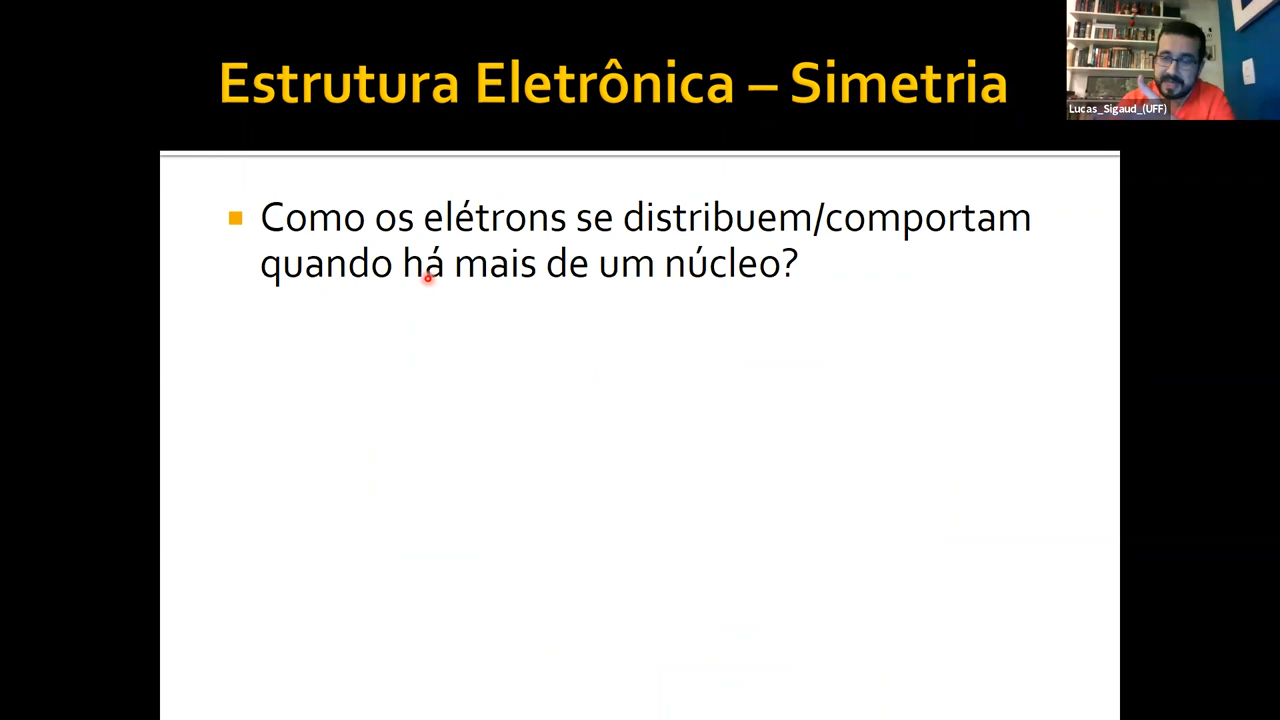 Estrutura Eletrônica – Simetria
Lucas_Sigaud_(UFF)
Como os elétrons se distribuem/comportam
quando há mais de um núcleo?